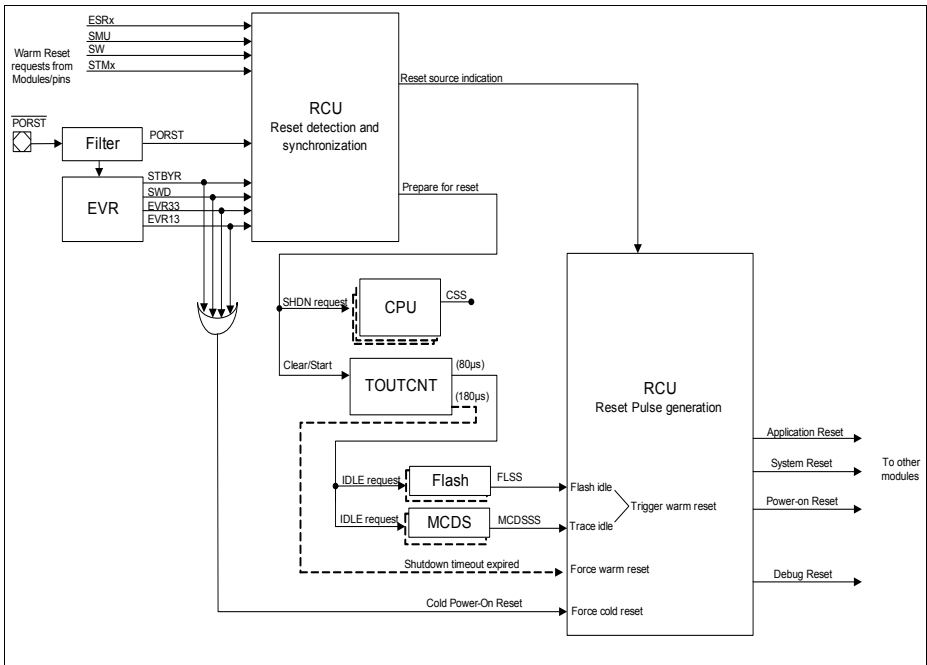 ESRx
SMU
SW
STMx
Warm Reset
requests from
Modules/pins
PORST
Filter
PORST
EVR
STBYR
SWD
EVR33
EVR13
RCU
Reset detection and
synchronization
Reset source indication
Prepare for reset
SHDN request
CPU
CSS
Clear/Start
TOUTCNT
(80µs)
(180µs)
IDLE request
Flash
FLSS
IDLE request
MCDS
MCDSSS
Shutdown timeout expired
Cold Power-On Reset
RCU
Reset Pulse generation
Flash idle
Trigger warm reset
Trace idle
Force warm reset
Force cold reset
Application Reset
System Reset
Power-on Reset
Debug Reset
To other
modules